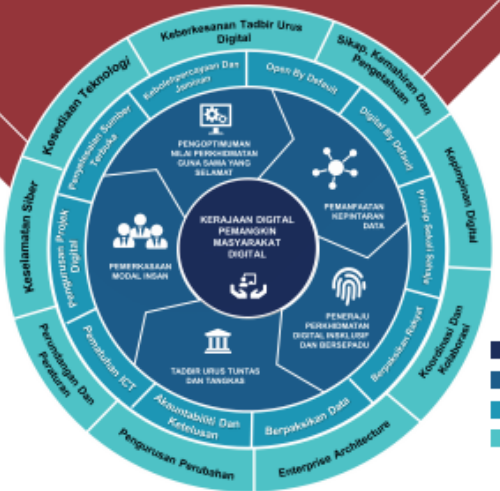 Keberkesanan Tadbir Urus
Digital
Sikap, Kemahiran Dan
Pengetahuan
Kepimpinan Digital
Koordinasi Dan
Kolaborasi
Enterprise Architecture
Pengurusan Perubahan
Perundangan Dan
Peraturan
Keselamatan Siber
Kesediaan Teknologi
Kebolehpercayaan Dan
Jaminan
Open By Default
Digital By Default
Prinsip Sekali Sahaja
Berpaksikan Rakyat
Berpaksikan Data
Akauntabiliti Dan
Ketelusan
Pematuhan ICT
Pengurusan Projek
Digital
Penyelesaian Sumber
Terbuka
PENGOPTIMUMAN
NILAI PERKHIDMATAN
GUNA SAMA YANG
SELAMAT
PEMANFAATAN
KEPINTARAN
DATA
PENERAJU
PERKHIDMATAN
DIGITAL INSKLUSIF
DAN BERSEPADU
TADBIR URUS TUNTAS
DAN TANGKAS
PEMERKASAAN
MODAL INSAN
KERAJAAN DIGITAL
PEMANGKIN
MASYARAKAT
DIGITAL